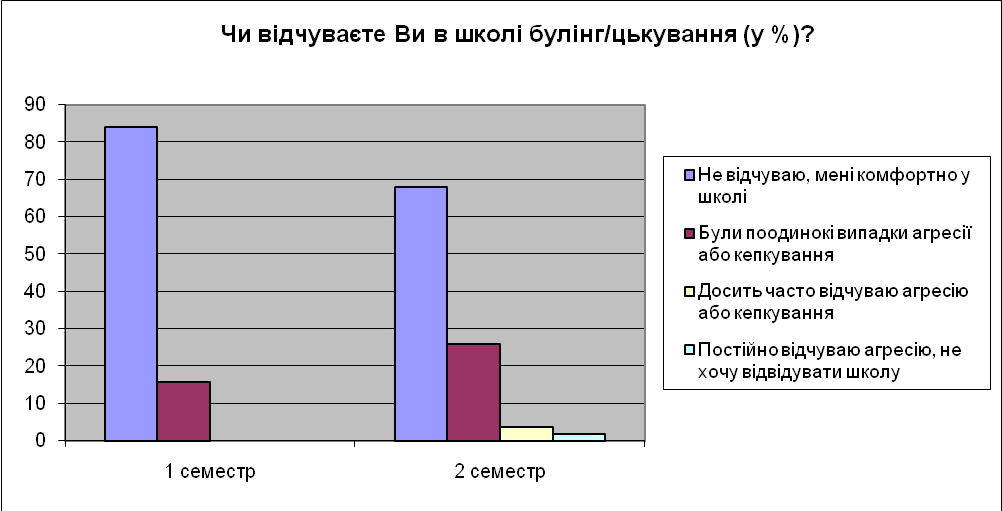 Чи відчуваєте Ви в школі булінг/цькування (у %)?
90
80
70
60
50
40
30
20
10
0
1 семестр
2 семестр
Не відчуваю, мені комфортно у
школі
Були поодинокі випадки агресії
або кепкування
Досить часто відчуваю агресію
або кепкування
Постійно відчуваю агресію, не
хочу відвідувати школу